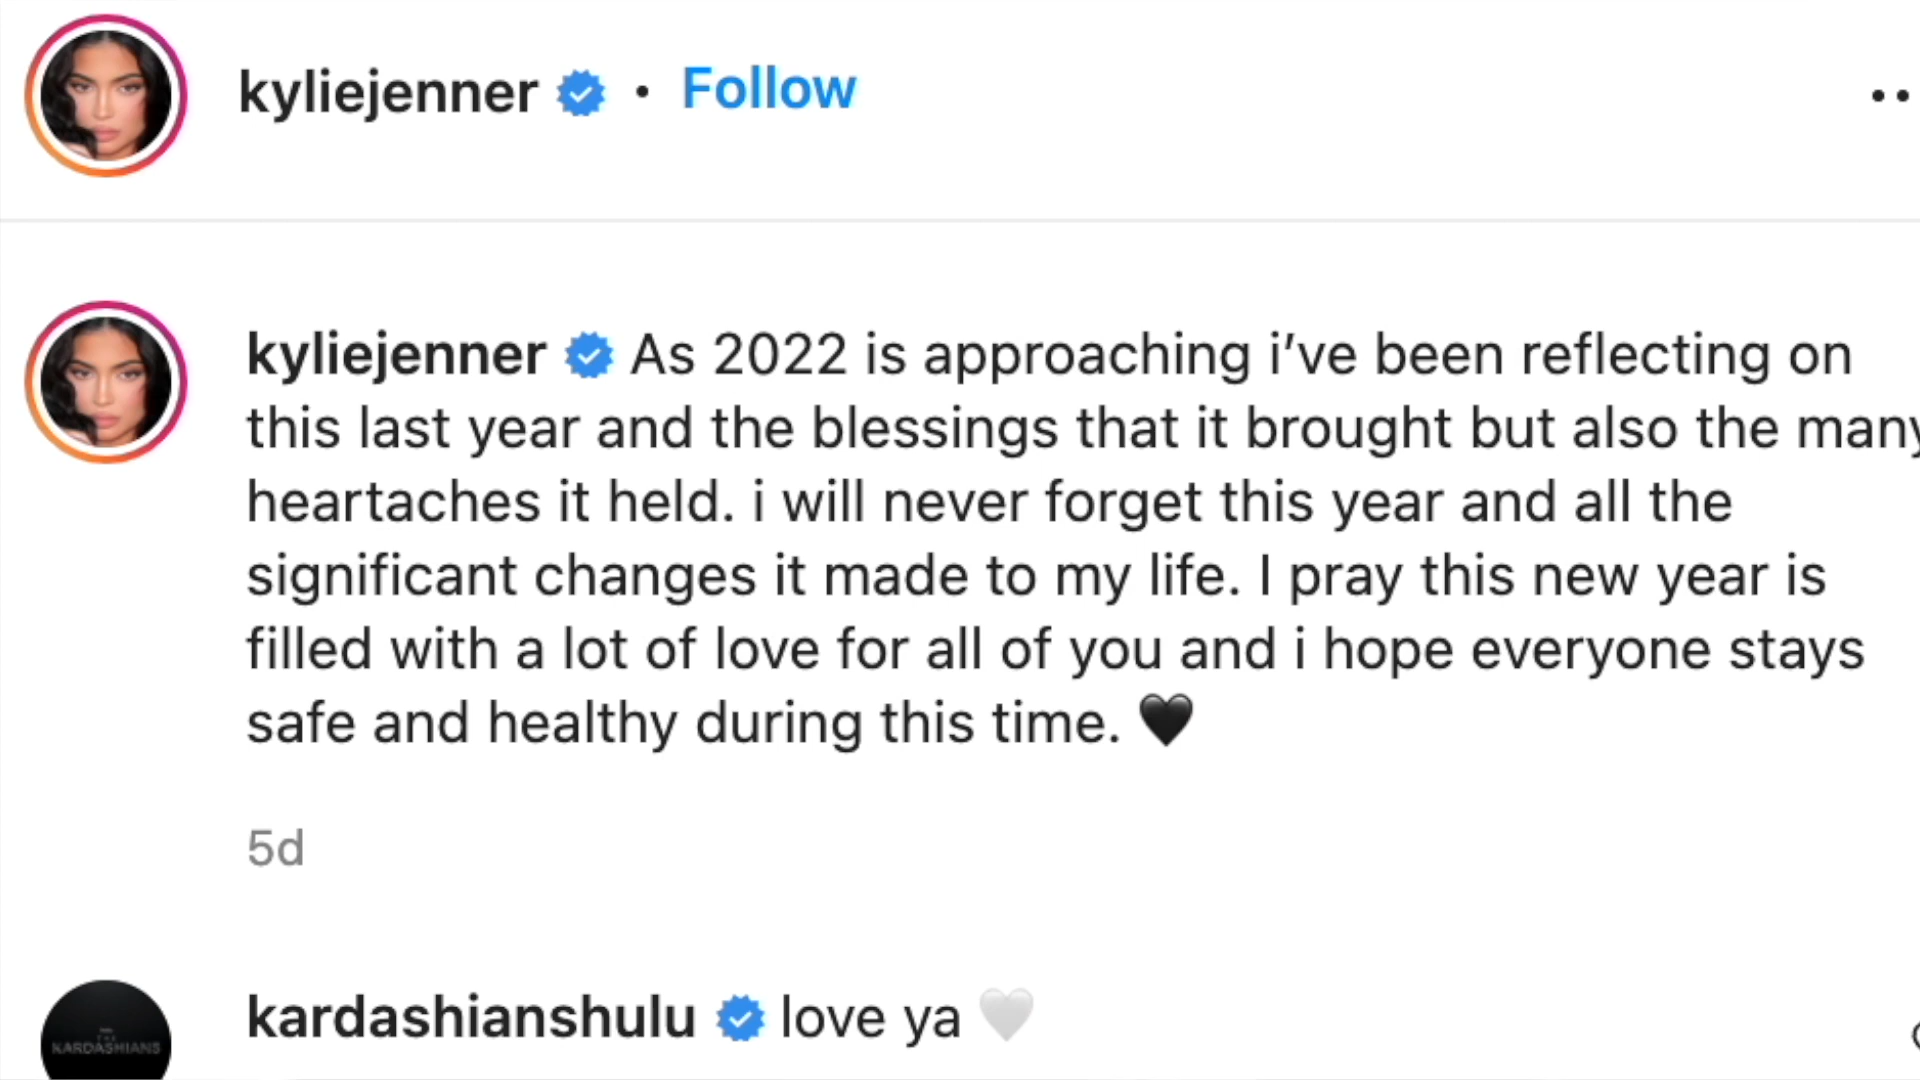 kyliejenner • Follow
kyliejenner As 2022 is approaching i’ve been reflecting on
this last year and the blessings that it brought but also the many
heartaches it held. i will never forget this year and all the
significant changes it made to my life. I pray this new year is
filled with a lot of love for all of you and i hope everyone stays
safe and healthy during this time. 🖤
5d
kardashianshulu love ya 🤍
KARDASHIANS